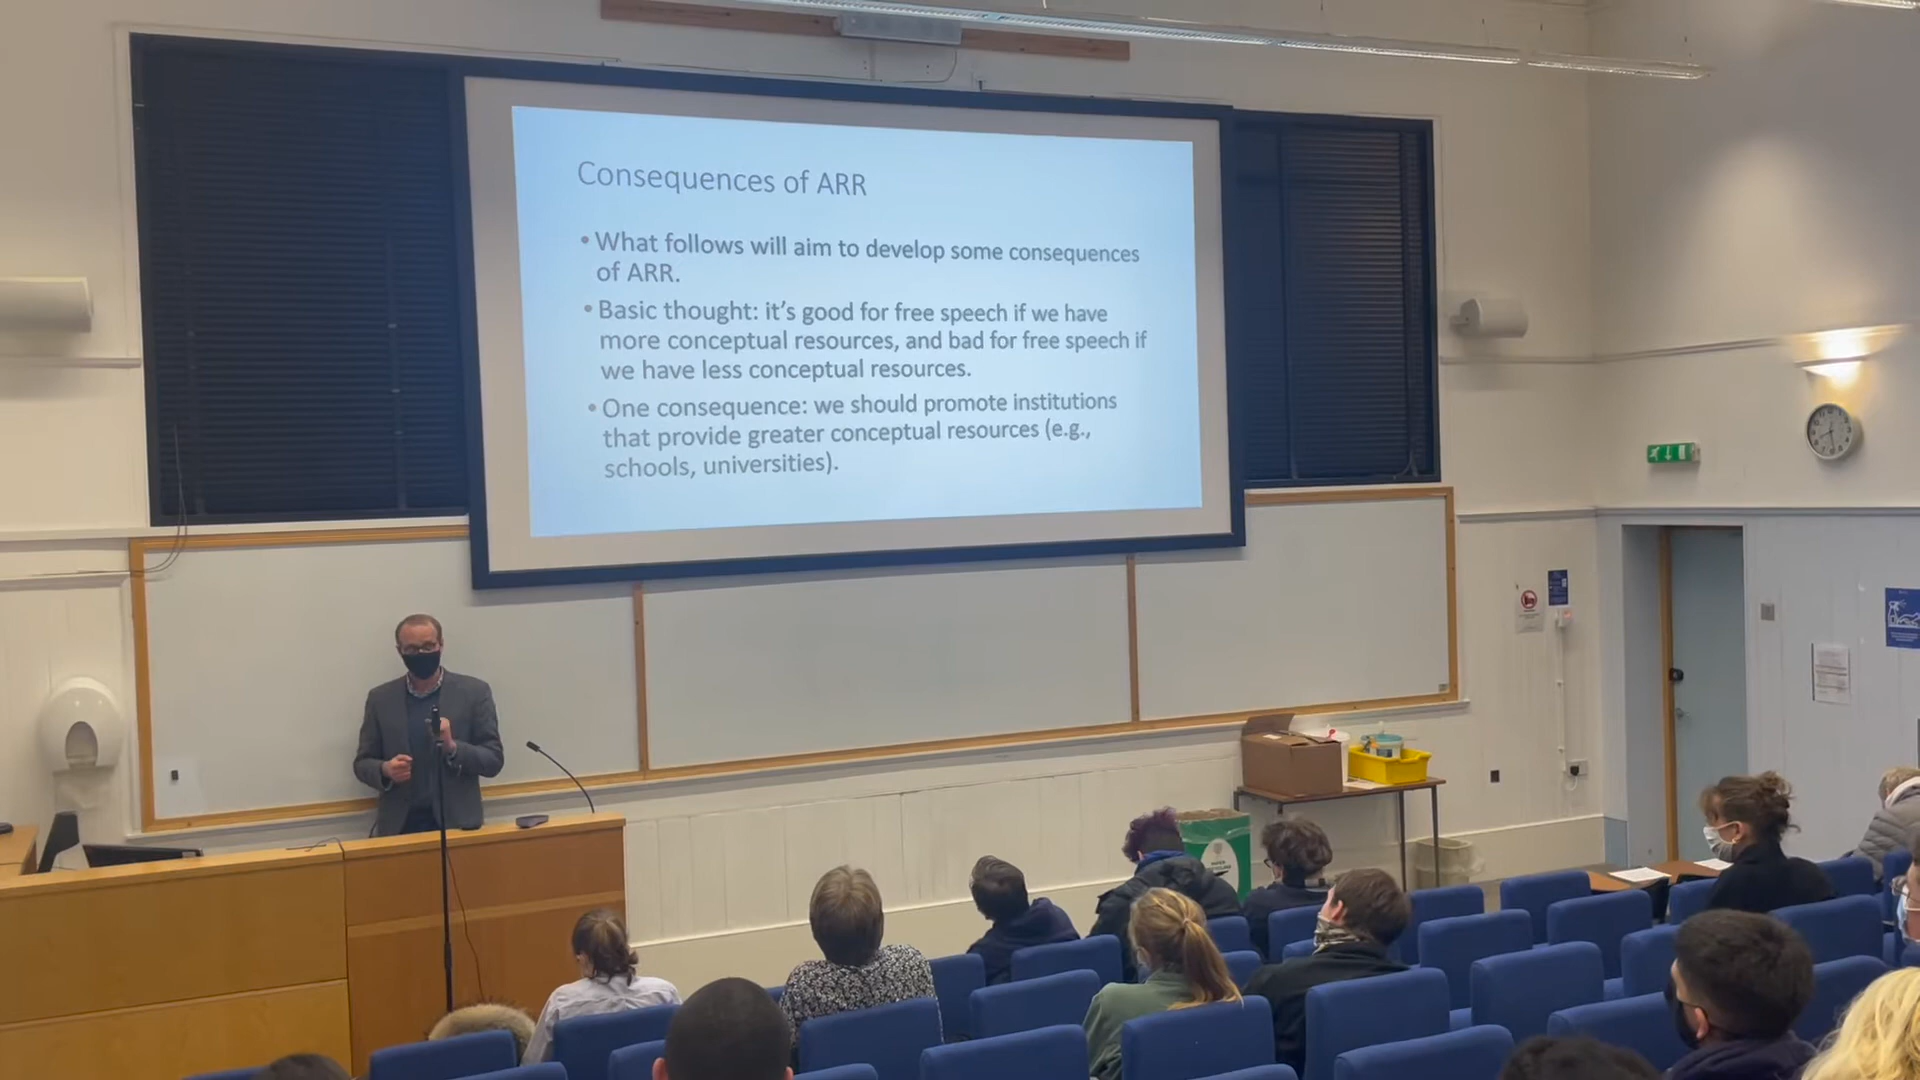 Consequences of ARR
• What follows will aim to develop some consequences
of ARR.
• Basic thought: it's good for free speech if we have
more conceptual resources, and bad for free speech if
we have less conceptual resources.
• One consequence: we should promote institutions
that provide greater conceptual resources (e.g.,
schools, universities).